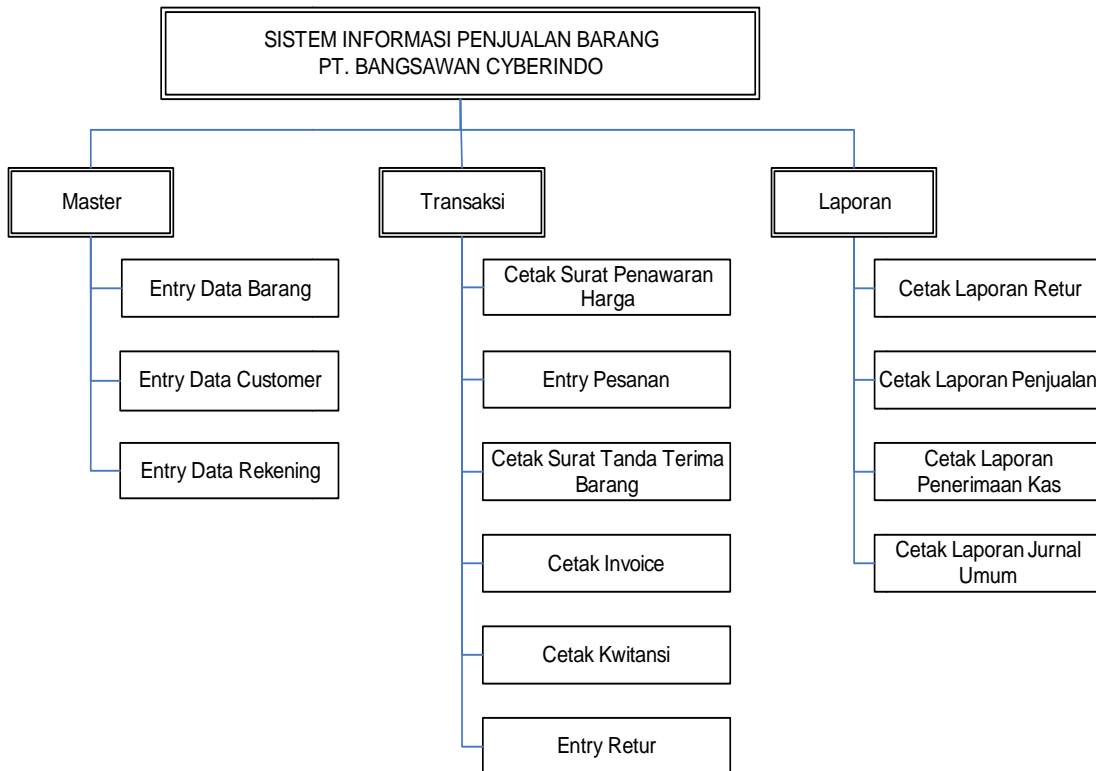 SISTEM INFORMASI PENJUALAN BARANG
PT. BANGSAWAN CYBERINDO
Master
Transaksi
Laporan
Entry Data Barang
Entry Data Customer
Entry Data Rekening
Cetak Surat Penawaran
Harga
Entry Pesanan
Cetak Surat Tanda Terima
Barang
Cetak Invoice
Cetak Kwitansi
Entry Retur
Cetak Laporan Retur
Cetak Laporan Penjualan
Cetak Laporan
Penerimaan Kas
Cetak Laporan Jurnal
Umum